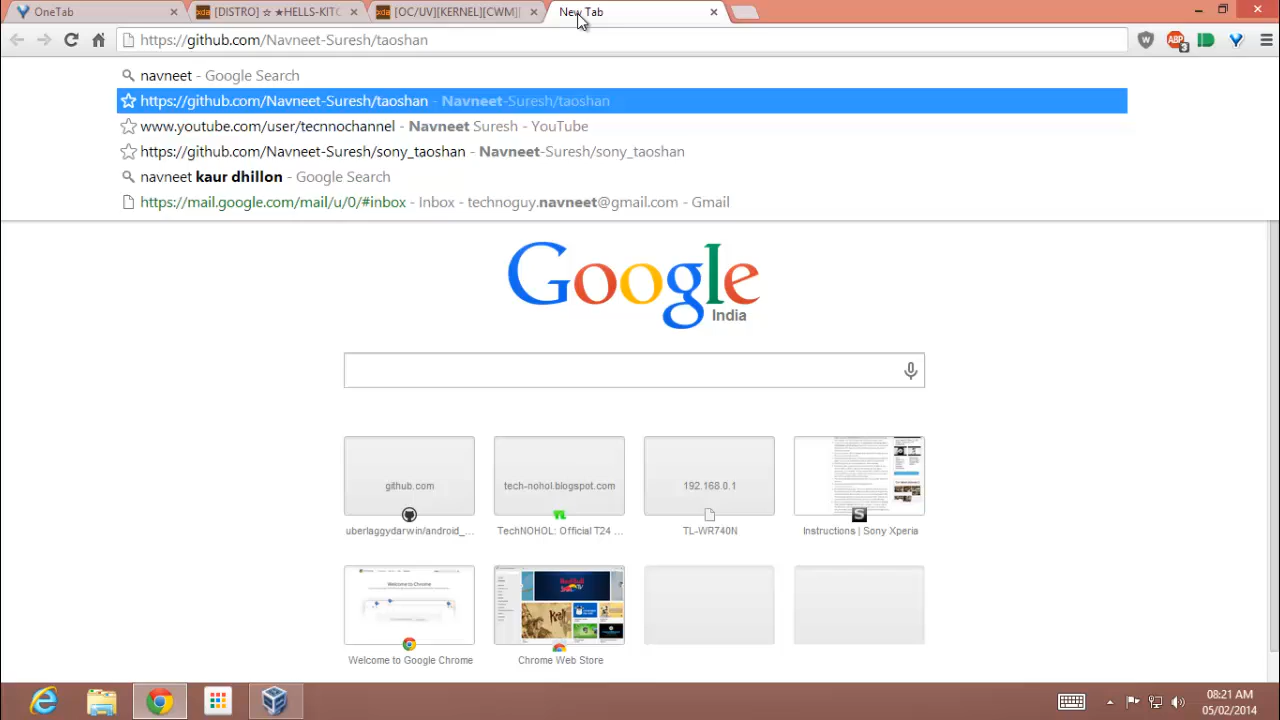 OneTab
[DISTRO] ☆ ★HELLS-KITC
[OC/UV][KERNEL][CWM][
New Tab
https://github.com/Navneet-Suresh/taoshan
3
navneet - Google Search
https://github.com/Navneet-Suresh/taoshan - Navneet-Suresh/taoshan
www.youtube.com/user/tecnnochannel - Navneet Suresh - YouTube
https://github.com/Navneet-Suresh/sony_taoshan - Navneet-Suresh/sony_taoshan
navneet kaur dhillon - Google Search
https://mail.google.com/mail/u/0/#inbox - Inbox - technoguy.navneet@gmail.com - Gmail
Google
India
github.com
tech-nohol.blogspot.com
192.168.0.1
uberlaggydarwin/android_...
TechNOHOL: Official T24 ...
TL-WR740N
Instructions | Sony Xperia
Welcome to Chrome
Welcome to Google Chrome
Chrome Web Store
08:21 AM
05/02/2014